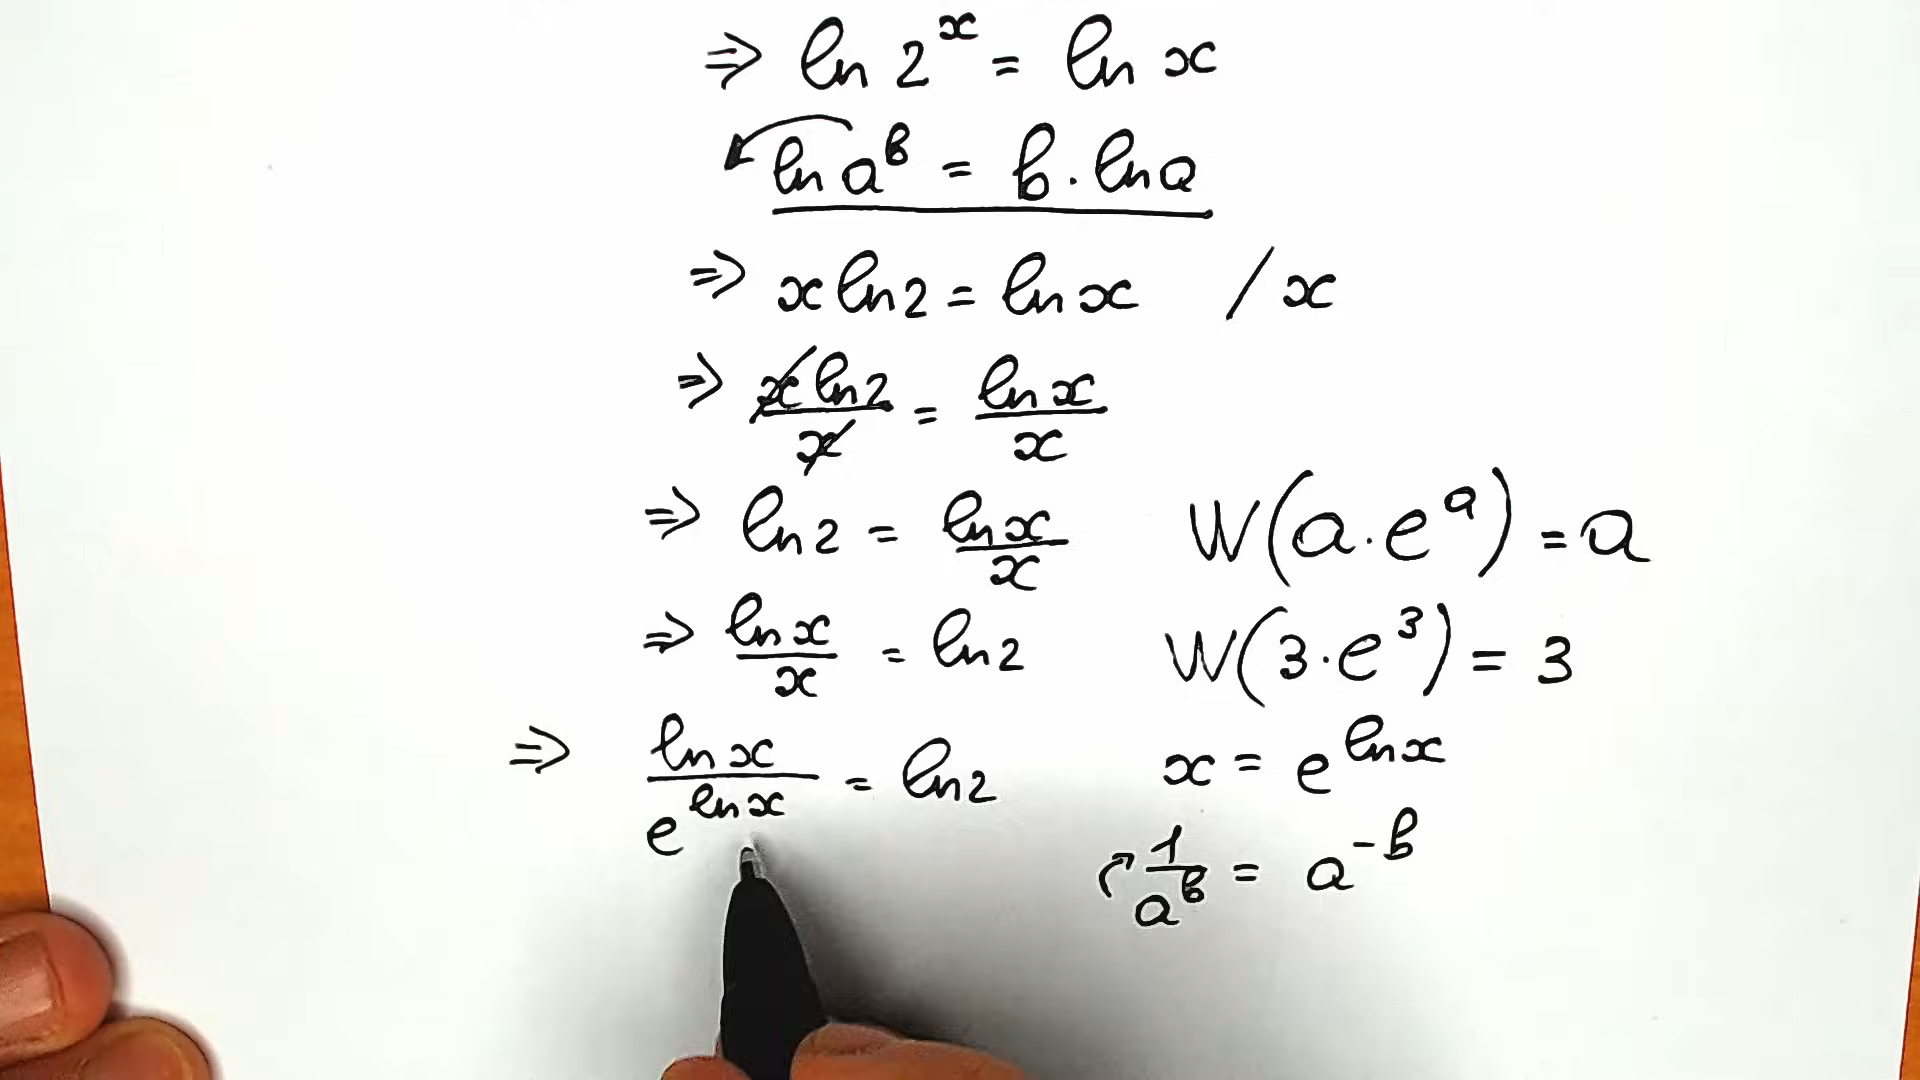 ⇒ ln 2^x = ln x
ln a^b = b · ln a
⇒ x ln 2 = ln x / x
⇒ x ln 2 / x = ln x / x
⇒ ln 2 = ln x / x
W(a · e^a) = a
⇒ ln x / x = ln 2
W(3 · e^3) = 3
⇒ ln x / e^ln x = ln 2
x = e^ln x
1 / a^b = a^-b